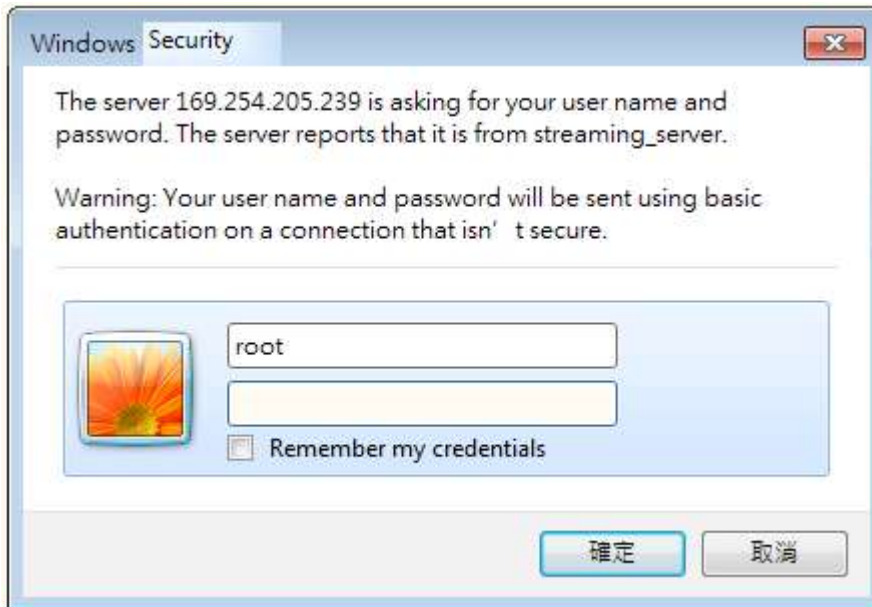 Windows Security
The server 169.254.205.239 is asking for your user name and
password. The server reports that it is from streaming_server.
Warning: Your user name and password will be sent using basic
authentication on a connection that isn’ t secure.
root
Remember my credentials
確定 取消